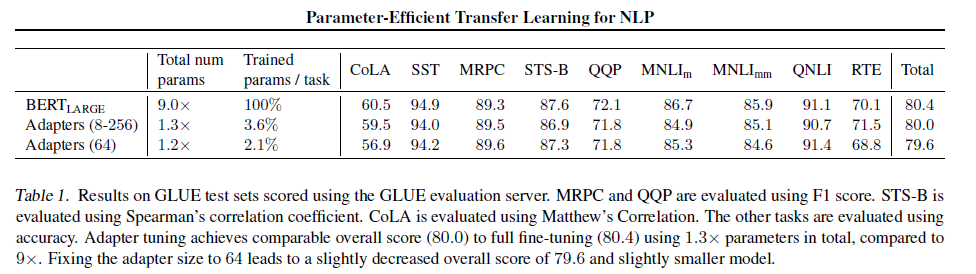 Parameter-Efficient Transfer Learning for NLP
Total num params Trained params / task CoLA SST MRPC STS-B QQP MNLIm MNLImm QNLI RTE Total
BERTLARGE 9.0× 100% 60.5 94.9 89.3 87.6 72.1 86.7 85.9 91.1 70.1 80.4
Adapters (8-256) 1.3× 3.6% 59.5 94.0 89.5 86.9 71.8 84.9 85.1 90.7 71.5 80.0
Adapters (64) 1.2× 2.1% 56.9 94.2 89.6 87.3 71.8 85.3 84.6 91.4 68.8 79.6
Table 1. Results on GLUE test sets scored using the GLUE evaluation server. MRPC and QQP are evaluated using F1 score. STS-B is
evaluated using Spearman's correlation coefficient. CoLA is evaluated using Matthew's Correlation. The other tasks are evaluated using
accuracy. Adapter tuning achieves comparable overall score (80.0) to full fine-tuning (80.4) using 1.3× parameters in total, compared to
9×. Fixing the adapter size to 64 leads to a slightly decreased overall score of 79.6 and slightly smaller model.